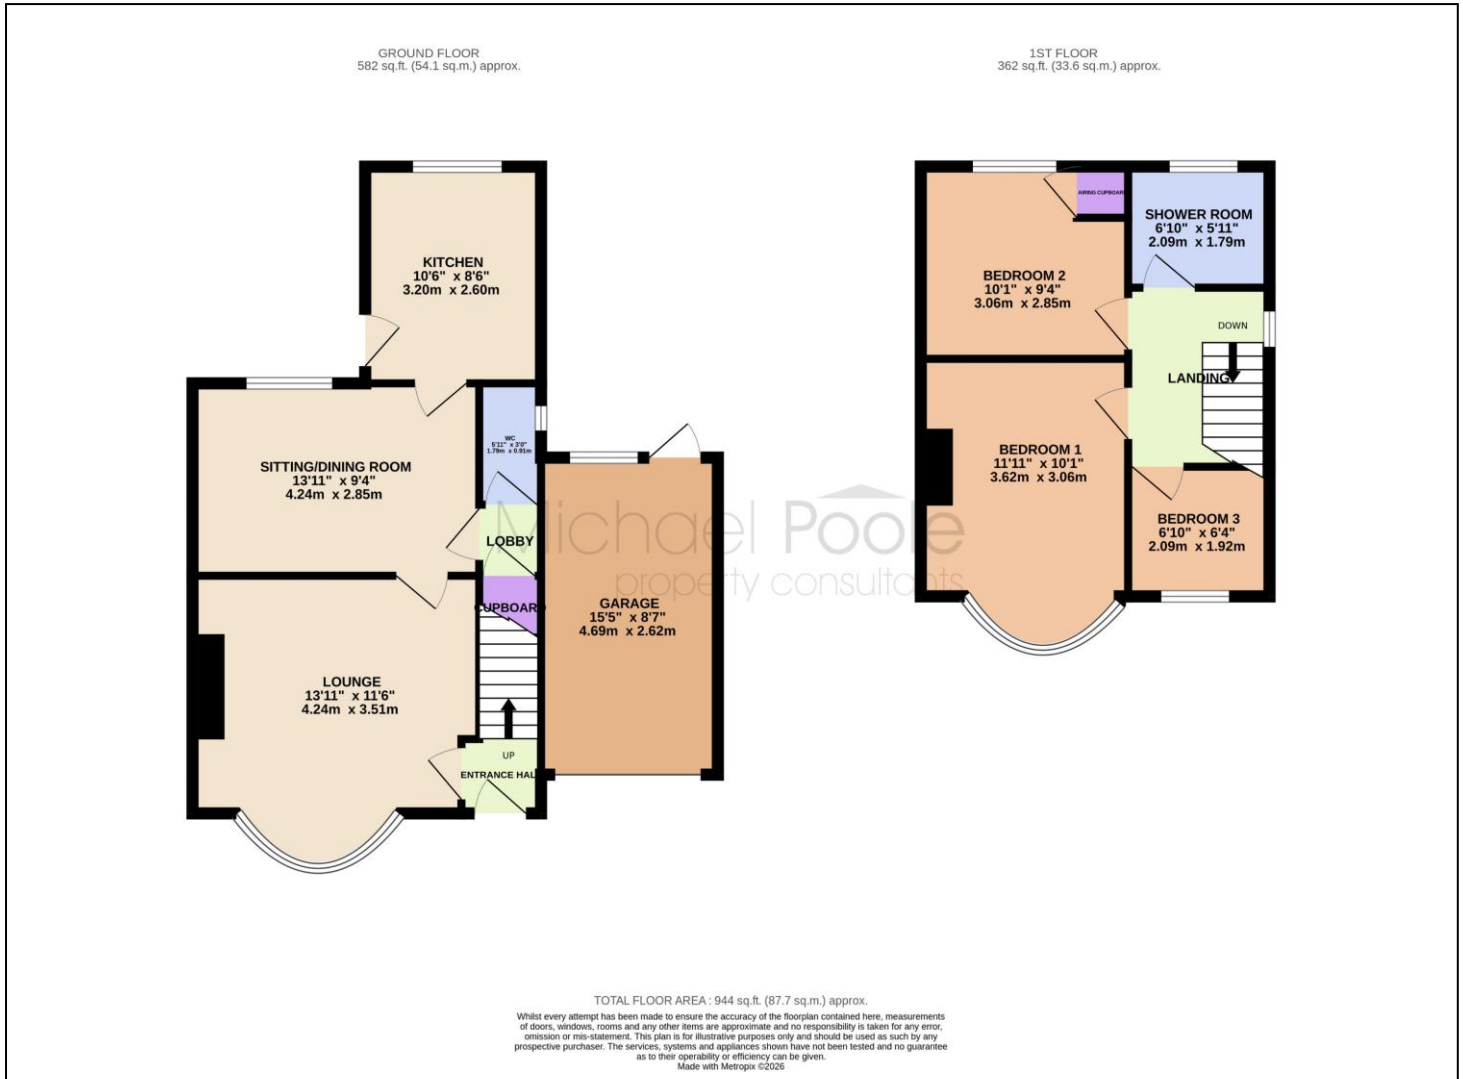 GROUND FLOOR
582 sq.ft. (54.1 sq.m.) approx.
1ST FLOOR
362 sq.ft. (33.6 sq.m.) approx.
KITCHEN
10'6" x 8'6"
3.20m x 2.60m
SITTING/DINING ROOM
13'11" x 9'4"
4.24m x 2.85m
WC
5'11" x 3'0"
1.79m x 0.91m
LOBBY
CUPBOARD
GARAGE
15'5" x 8'7"
4.69m x 2.62m
LOUNGE
13'11" x 11'6"
4.24m x 3.51m
UP
ENTRANCE HALL
AIRING CUPBOARD
SHOWER ROOM
6'10" x 5'11"
2.09m x 1.79m
BEDROOM 2
10'1" x 9'4"
3.06m x 2.85m
DOWN
LANDING
BEDROOM 1
11'11" x 10'1"
3.62m x 3.06m
BEDROOM 3
6'10" x 6'4"
2.09m x 1.92m
Michael Poole
property consultants
TOTAL FLOOR AREA : 944 sq.ft. (87.7 sq.m.) approx.
Whilst every attempt has been made to ensure the accuracy of the floorplan contained here, measurements
of doors, windows, rooms and any other items are approximate and no responsibility is taken for any error,
omission or mis-statement. This plan is for illustrative purposes only and should be used as such by any
prospective purchaser. The services, systems and appliances shown have not been tested and no guarantee
as to their operability or efficiency can be given.
Made with Metropix ©2026